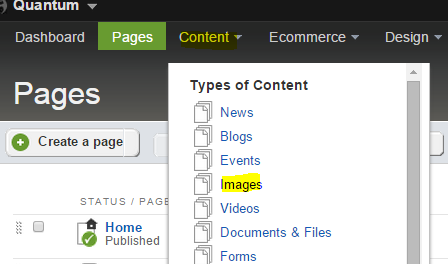 Quantum
Dashboard Pages Content Ecommerce Design
Pages
Types of Content
News
Blogs
Events
Images
Videos
Documents & Files
Forms
Create a page
STATUS / PAGE
Home
Published